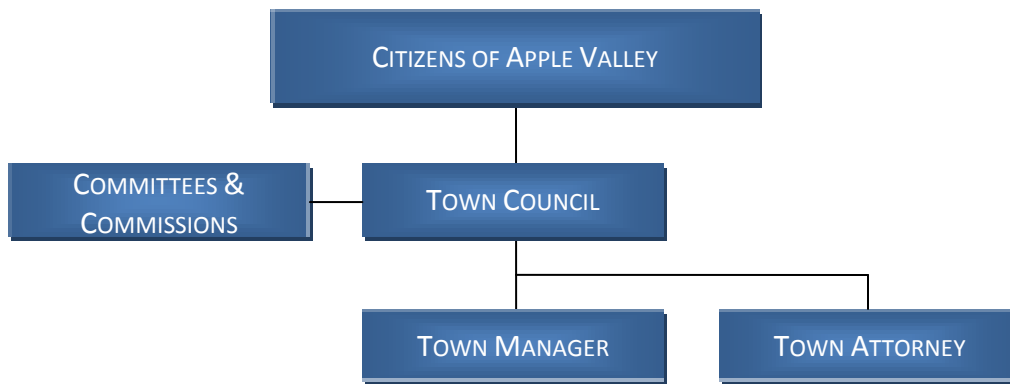 CITIZENS OF APPLE VALLEY
COMMITTEES &
COMMISSIONS
TOWN COUNCIL
TOWN MANAGER
TOWN ATTORNEY